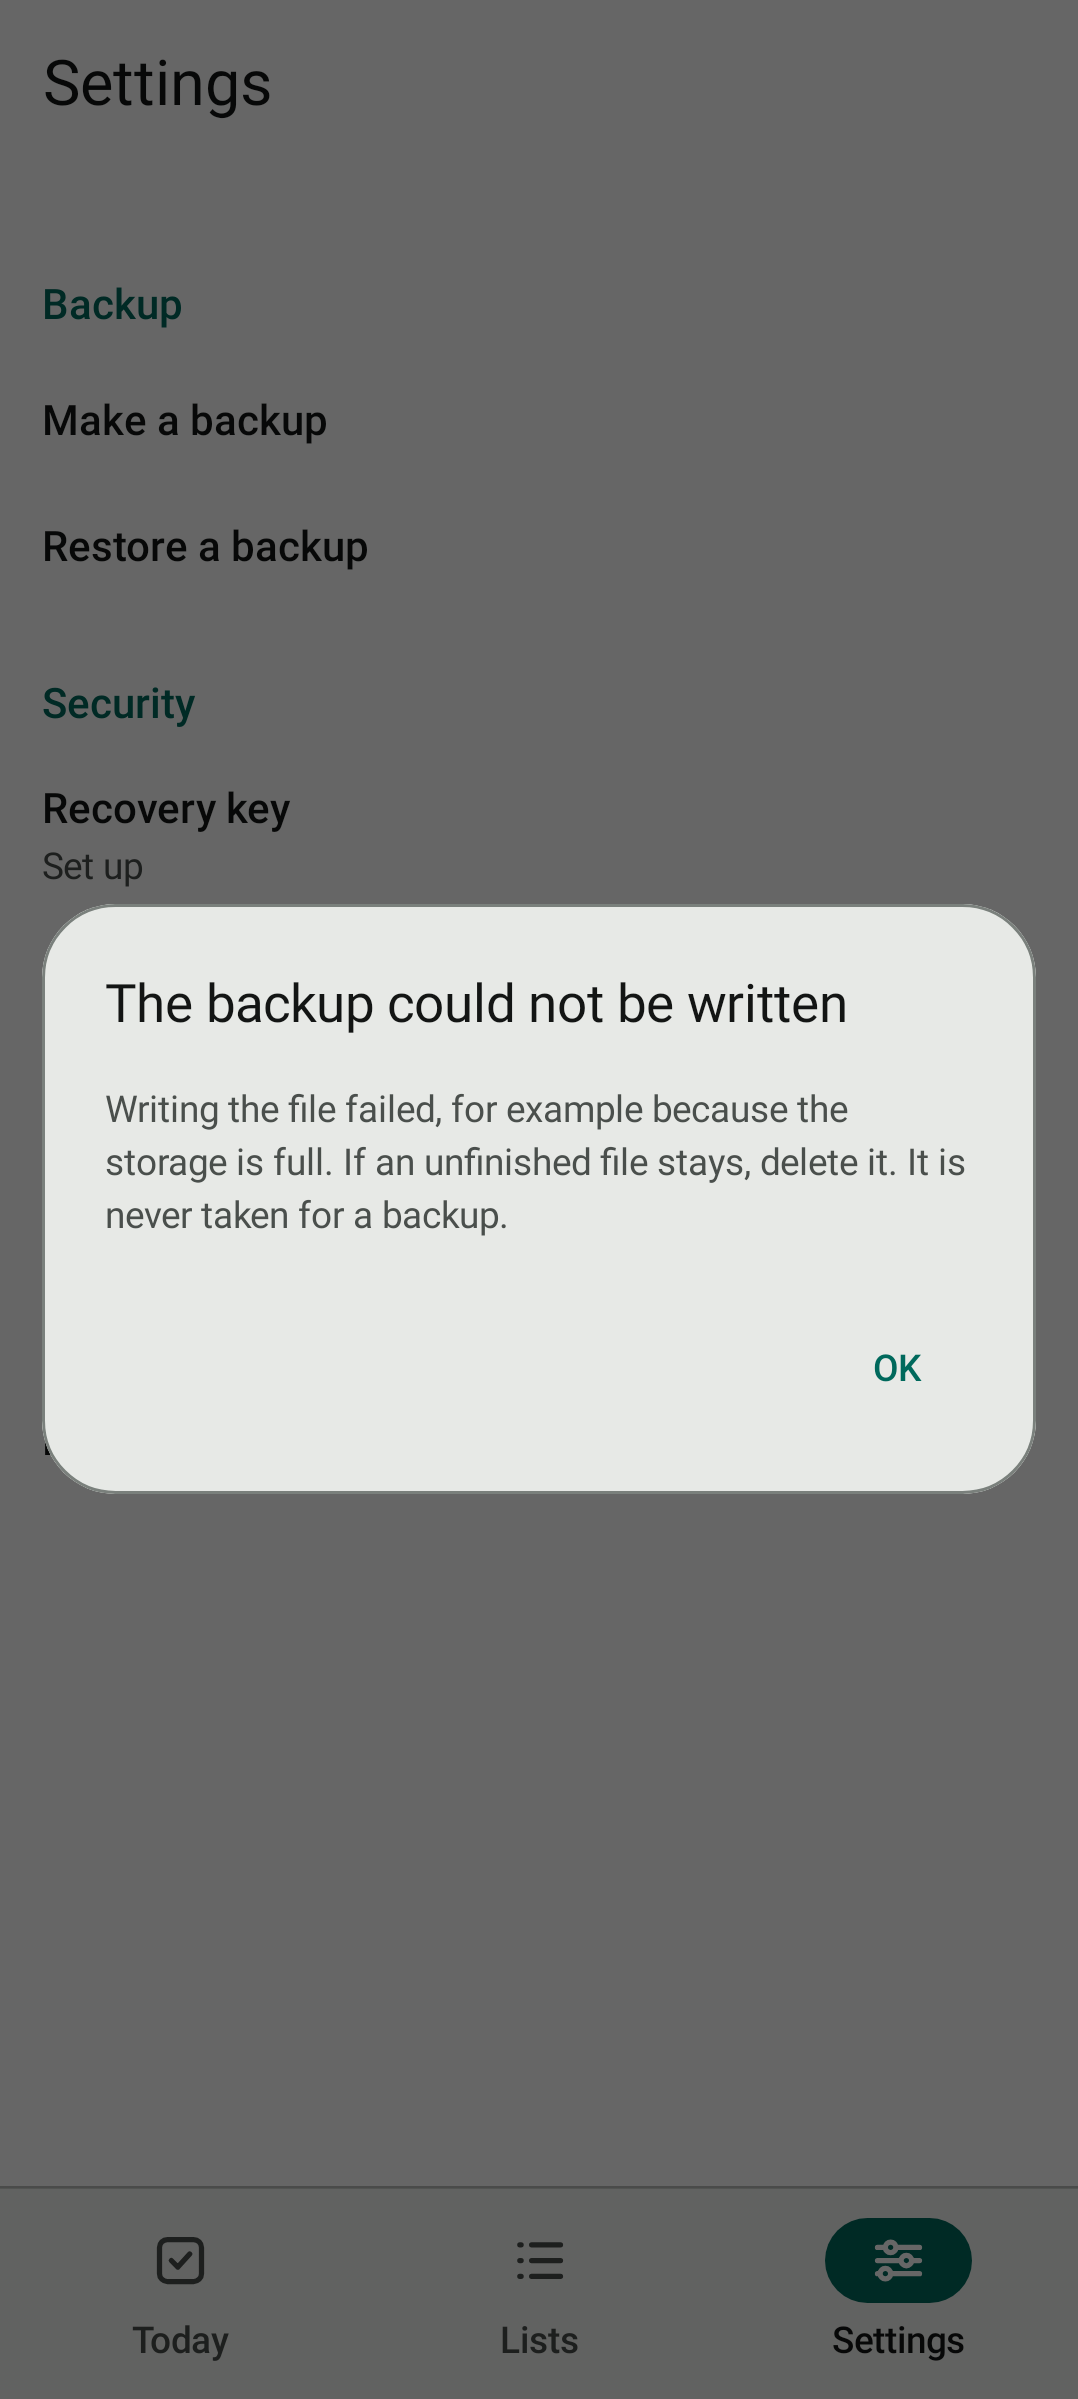 Settings
Backup
Make a backup
Restore a backup
Security
Recovery key
Set up
The backup could not be written
Writing the file failed, for example because the
storage is full. If an unfinished file stays, delete it. It is
never taken for a backup.
OK
Today
Lists
Settings